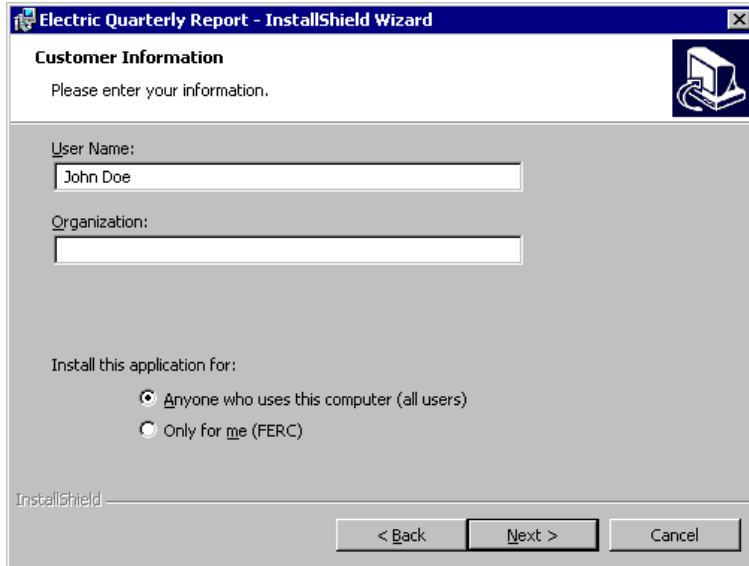 Electric Quarterly Report - InstallShield Wizard
Customer Information
Please enter your information.
User Name:
John Doe
Organization:
Install this application for:
Anyone who uses this computer (all users)
Only for me (FERC)
InstallShield
< Back Next > Cancel